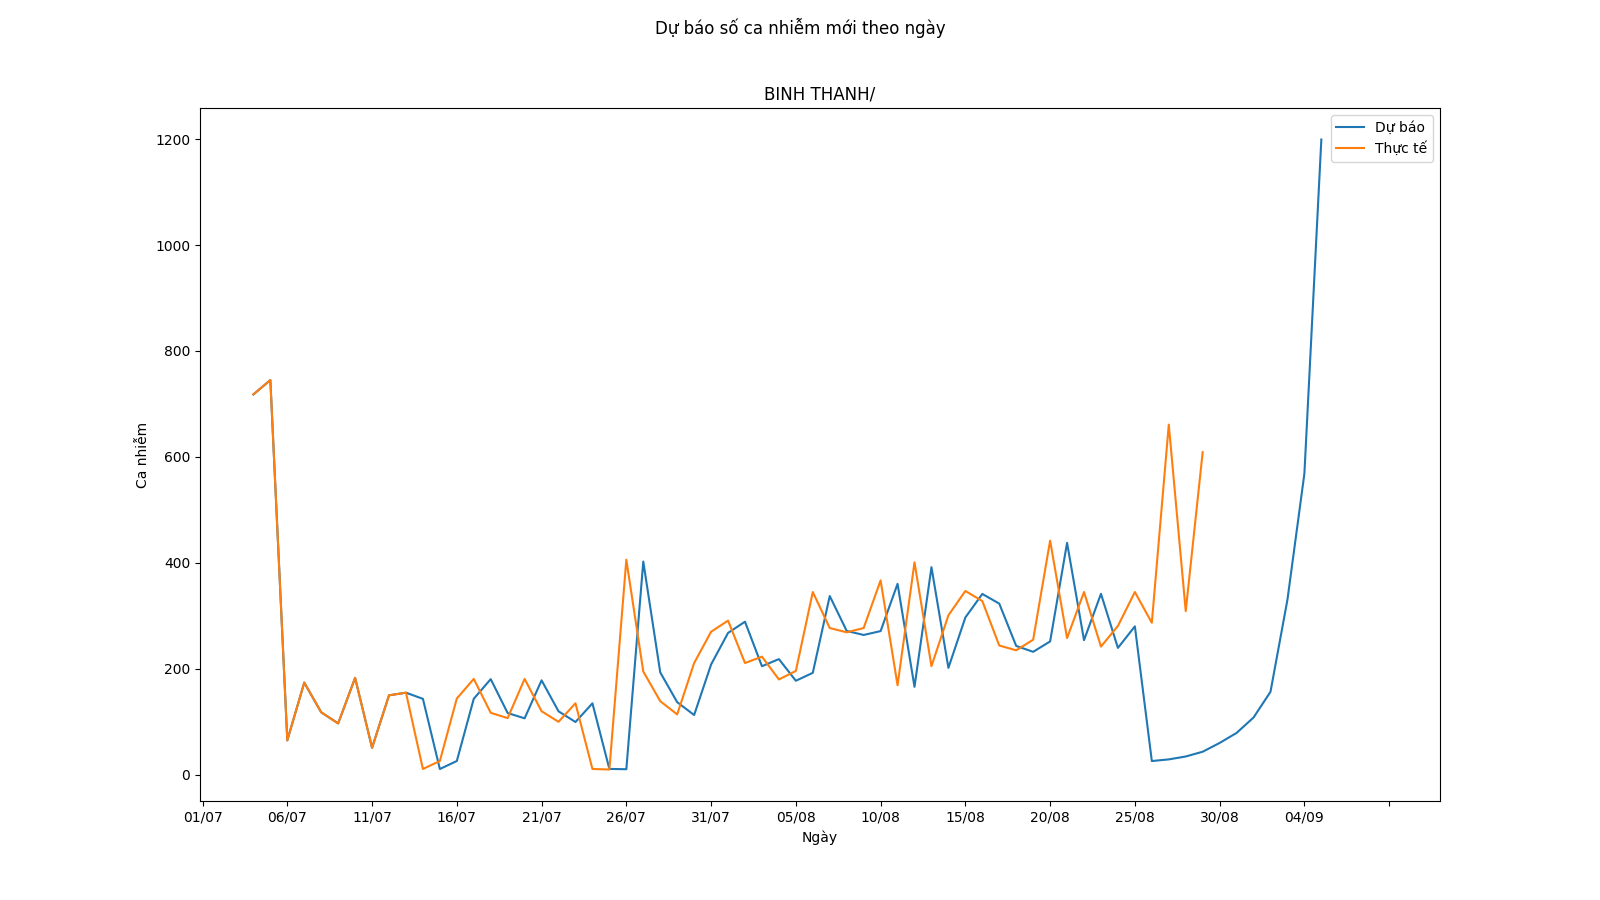 Dự báo số ca nhiễm mới theo ngày
BINH THANH/
Dự báo
Thực tế
1200
1000
800
600
400
200
0
Ca nhiễm
01/07 06/07 11/07 16/07 21/07 26/07 31/07 05/08 10/08 15/08 20/08 25/08 30/08 04/09
Ngày